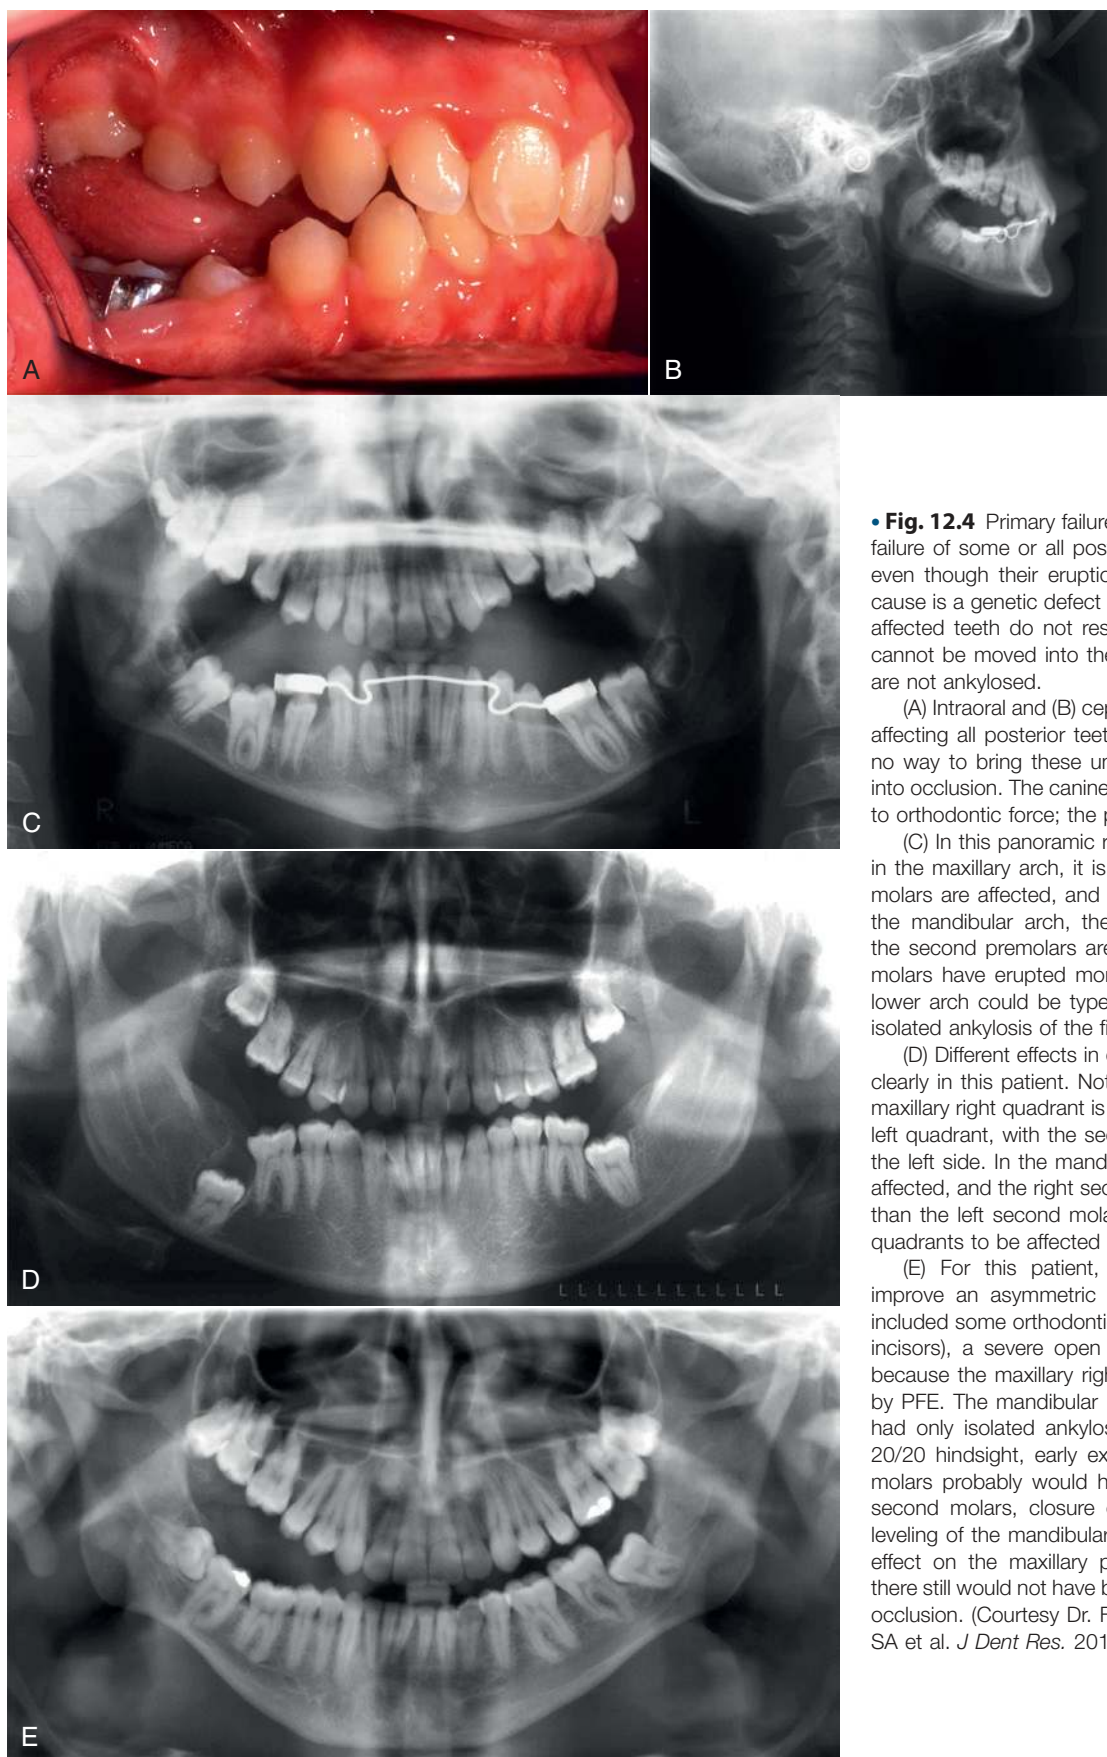 A
B
C
R
L
D
L L L L L L L L L L L L
E
• Fig. 12.4 Primary failure
failure of some or all pos
even though their eruptio
cause is a genetic defect
affected teeth do not res
cannot be moved into the
are not ankylosed.
(A) Intraoral and (B) cep
affecting all posterior teet
no way to bring these un
into occlusion. The canine
to orthodontic force; the p
(C) In this panoramic r
in the maxillary arch, it is
molars are affected, and
the mandibular arch, the
the second premolars are
molars have erupted mor
lower arch could be type
isolated ankylosis of the fi
(D) Different effects in
clearly in this patient. Not
maxillary right quadrant is
left quadrant, with the sec
the left side. In the mand
affected, and the right sec
than the left second mola
quadrants to be affected
(E) For this patient,
improve an asymmetric
included some orthodonti
incisors), a severe open
because the maxillary righ
by PFE. The mandibular
had only isolated ankylos
20/20 hindsight, early ex
molars probably would h
second molars, closure
leveling of the mandibular
effect on the maxillary p
there still would not have b
occlusion. (Courtesy Dr. F
SA et al. J Dent Res. 201